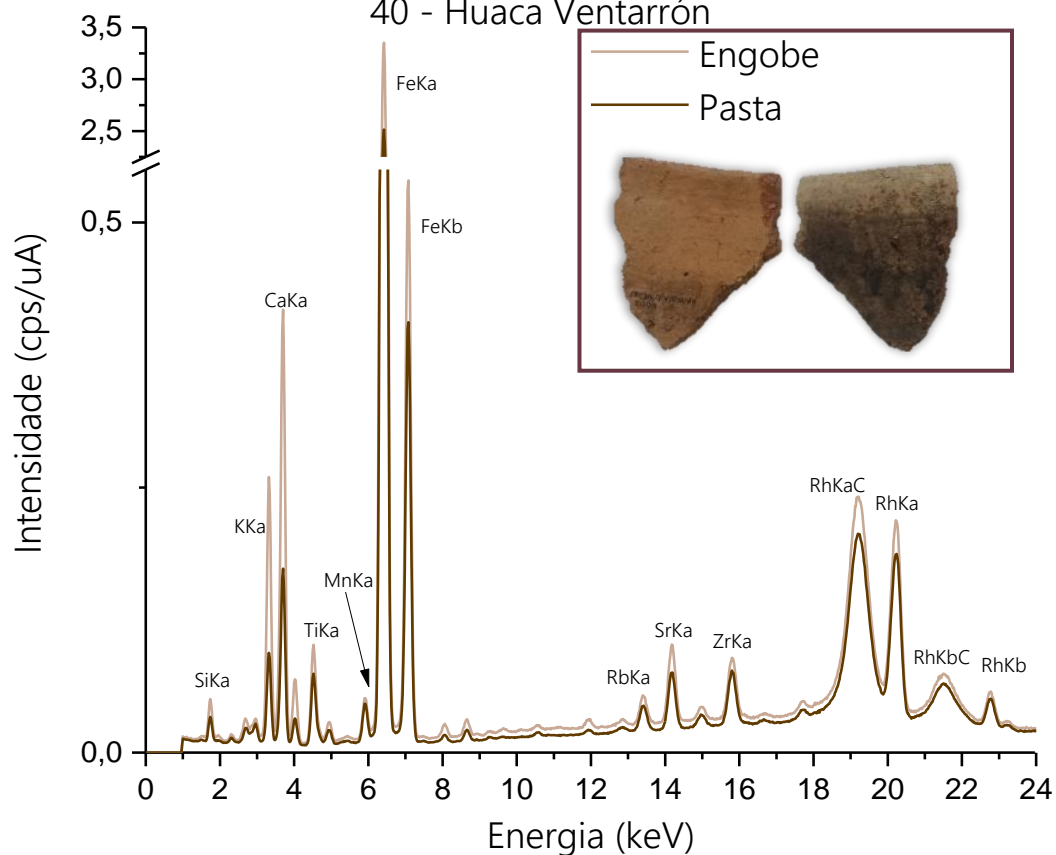 40 - Huaca Ventarrón
Engobe
Pasta
3,5
3,0
2,5
0,5
0,0
Intensidade (cps/uA)
FeKa
FeKb
CaKa
KKa
MnKa
TiKa
SiKa
RbKa
SrKa
ZrKa
RhKaC
RhKa
RhKbC
RhKb
0 2 4 6 8 10 12 14 16 18 20 22 24
Energia (keV)